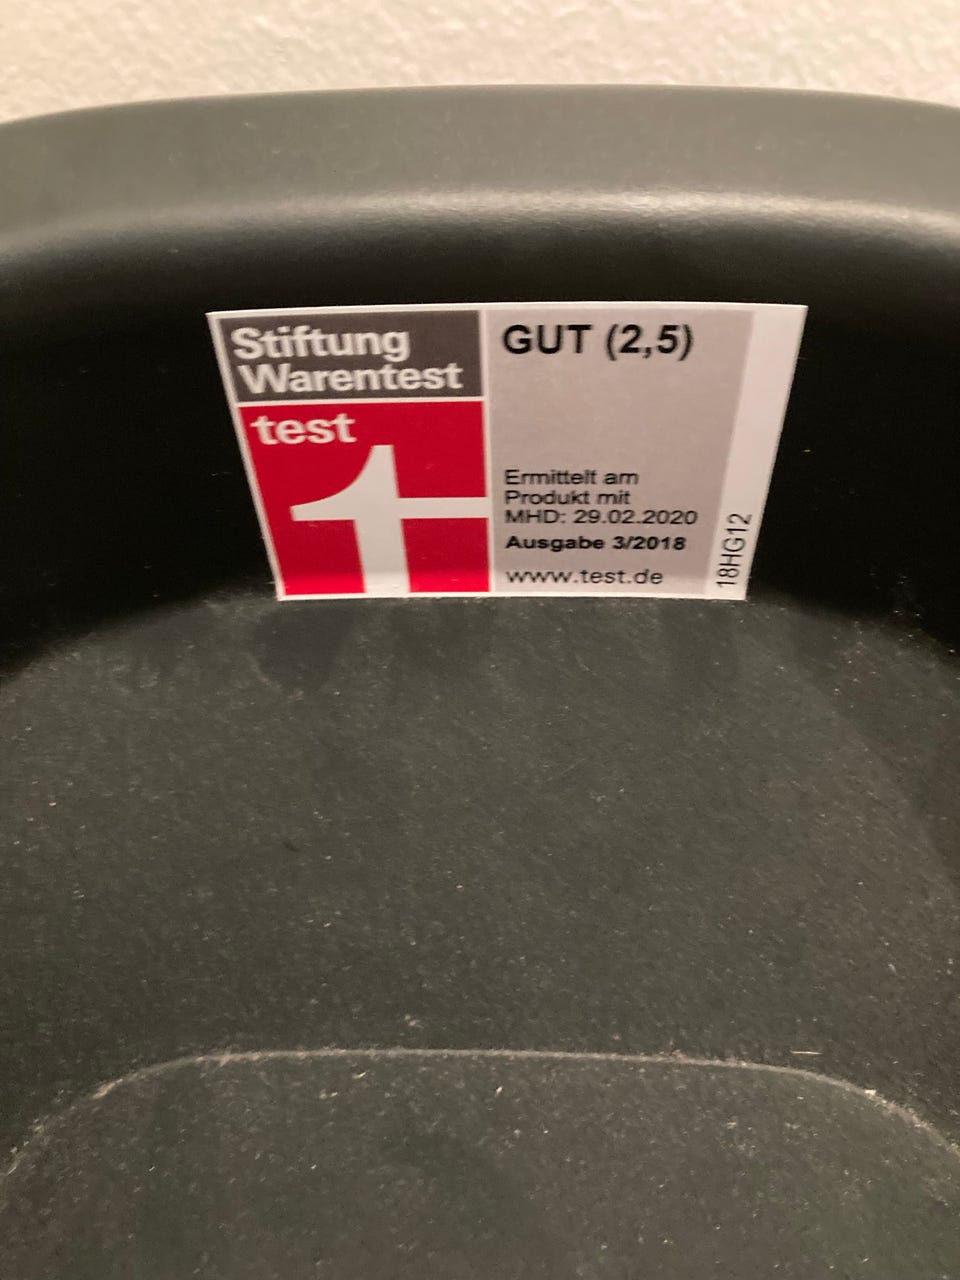 Stiftung
Warentest
test
GUT (2,5)
Ermittelt am
Produkt mit
MHD: 29.02.2020
Ausgabe 3/2018
www.test.de
18HG12